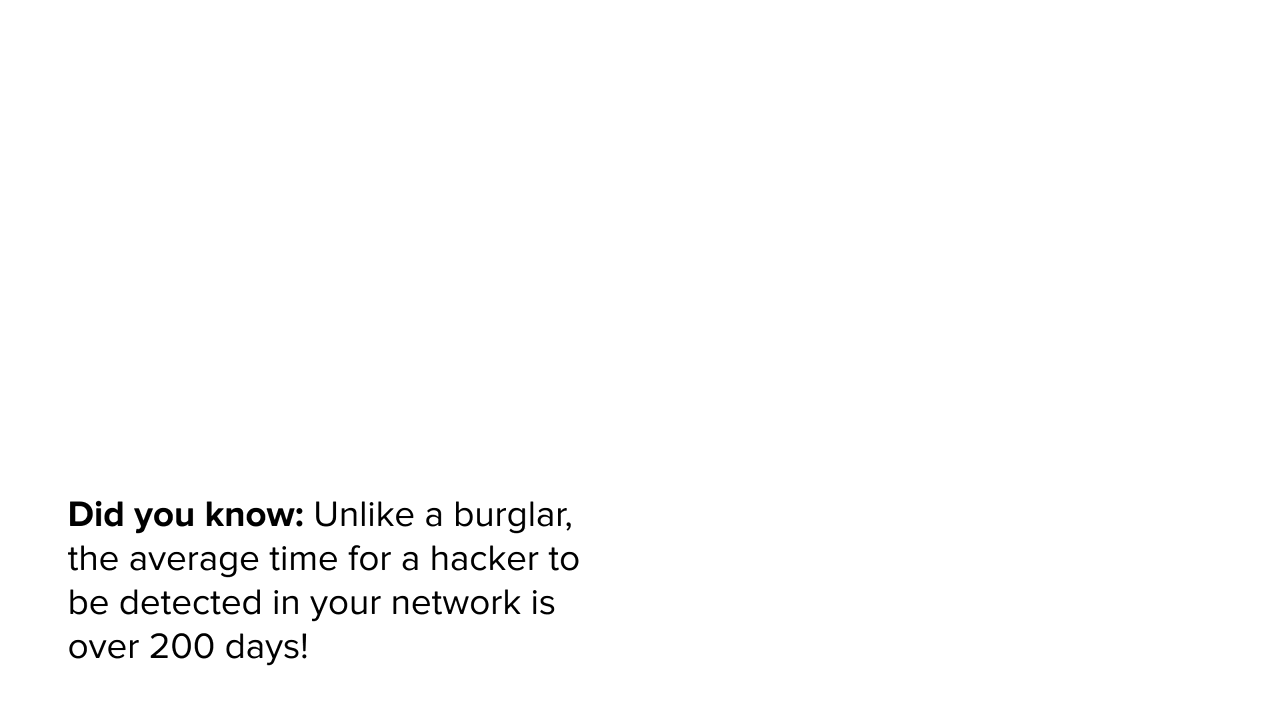 Did you know: Unlike a burglar,
the average time for a hacker to
be detected in your network is
over 200 days!